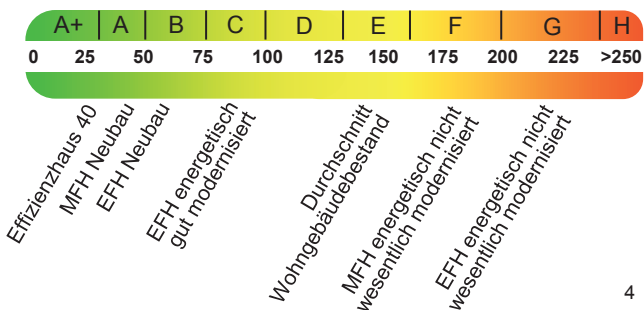 A+ A B C D E F G H
0 25 50 75 100 125 150 175 200 225 >250
Effizienzhaus 40
MFH Neubau
EFH Neubau
EFH energetisch
gut modernisiert
Durchschnitt
Wohngebäudebestand
MFH energetisch nicht
wesentlich modernisiert
EFH energetisch nicht
wesentlich modernisiert
4